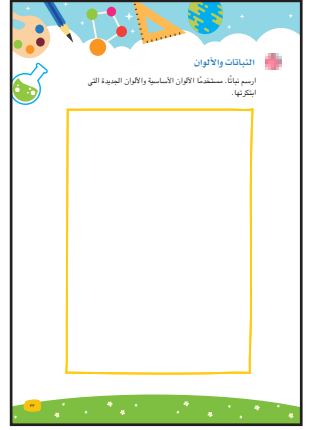 النباتات والألوان
ارسم نباتًا، مستخدمًا الألوان الأساسية والألوان الجديدة التي
ابتكرتها.